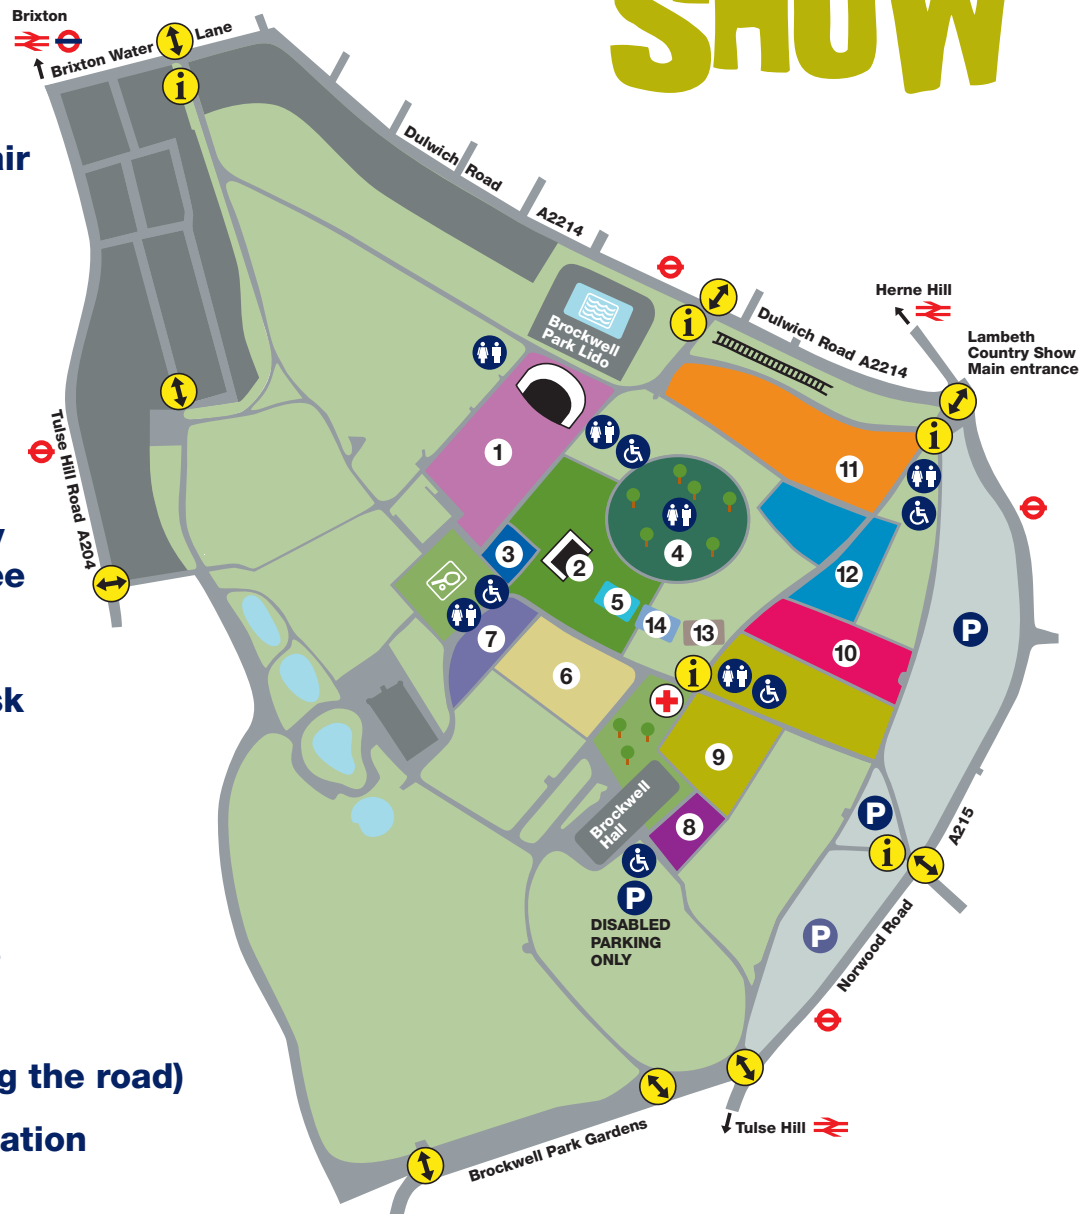 SHOW
Brixton
Brixton Water Lane
i
air
Dulwich Road
A2214
Herne Hill
Lambeth
Country Show
Main entrance
i
Dulwich Road A2214
Brockwell
Park Lido
i
1
11
Tulse Hill Road A204
2
3
4
5
12
14
13
7
6
10
i
P
ee
sk
9
8
Brockwell
Hall
P
i
A215
P
DISABLED
PARKING
ONLY
P
Norwood Road
g the road)
ation
Tulse Hill
Brockwell Park Gardens